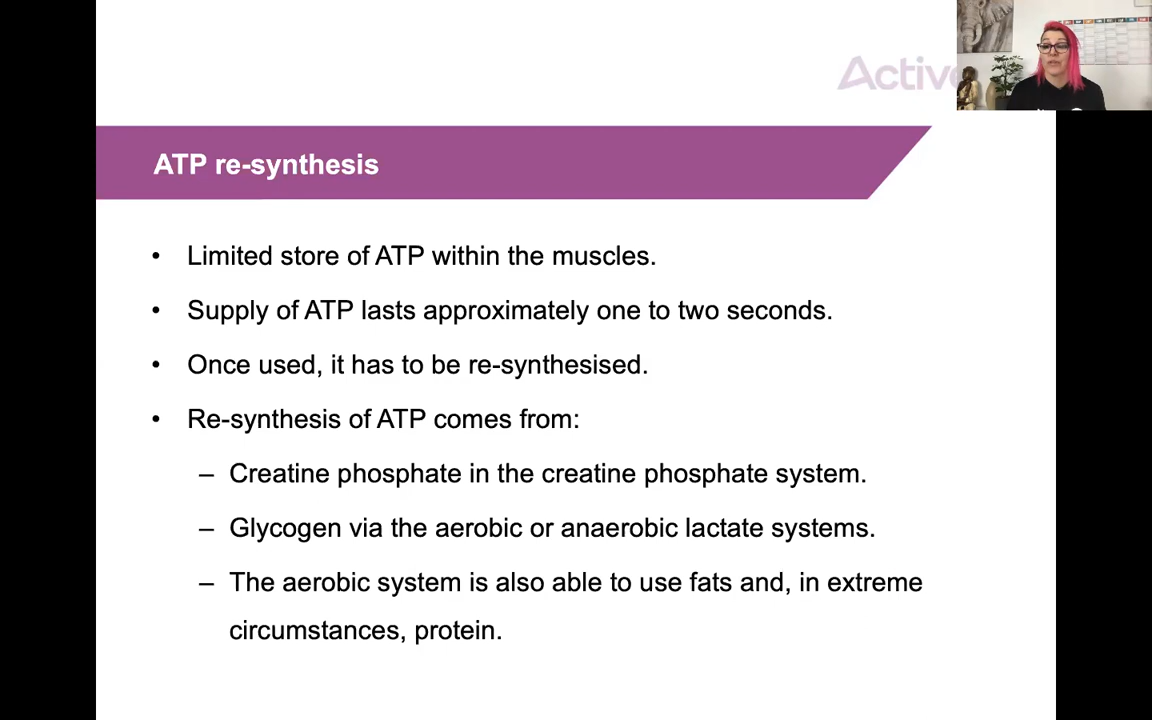 Active
ATP re-synthesis
• Limited store of ATP within the muscles.
• Supply of ATP lasts approximately one to two seconds.
• Once used, it has to be re-synthesised.
• Re-synthesis of ATP comes from:
– Creatine phosphate in the creatine phosphate system.
– Glycogen via the aerobic or anaerobic lactate systems.
– The aerobic system is also able to use fats and, in extreme
circumstances, protein.